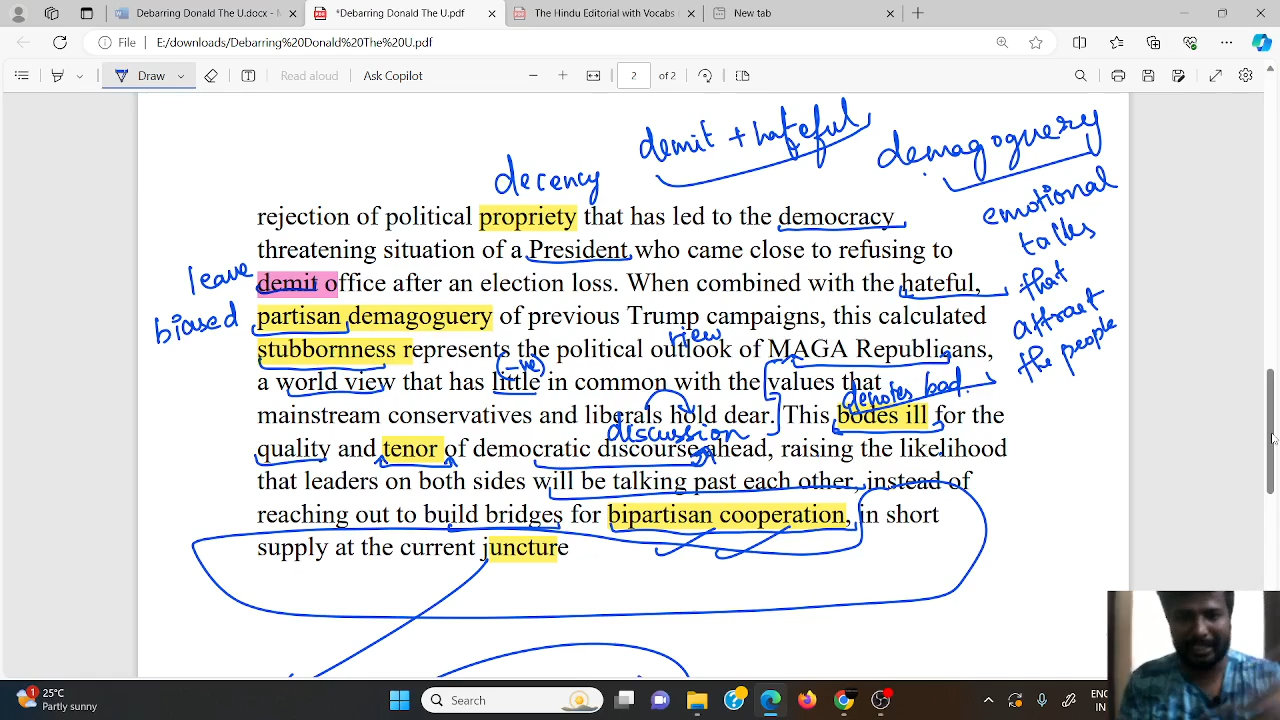 Debarring Donald The U.docx - M
*Debarring Donald The U.pdf
The Hindu Editorial with Vocabs I
New tab
File
E:/downloads/Debarring%20Donald%20The%20U.pdf
Draw
Read aloud
Ask Copilot
2
of 2
demit + hateful
demagoguery
decency
rejection of political propriety that has led to the democracy
emotional
threatening situation of a President who came close to refusing to
talks
leave
demit office after an election loss. When combined with the hateful,
that
biased
partisan demagoguery of previous Trump campaigns, this calculated
attract
view
stubbornness represents the political outlook of MAGA Republicans,
the people
(-ve)
a world view that has little in common with the values that
denotes bad
mainstream conservatives and liberals hold dear. This bodes ill for the
discussion
quality and tenor of democratic discourse ahead, raising the likelihood
that leaders on both sides will be talking past each other, instead of
reaching out to build bridges for bipartisan cooperation, in short
supply at the current juncture
1
25°C
Partly sunny
Search
ENG
IN